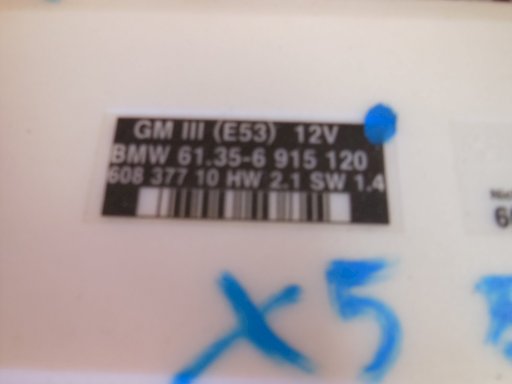 GM III (E53) 12V
BMW 61.35-6 915 120
608 377 10 HW 2.1 SW 1.4
X5